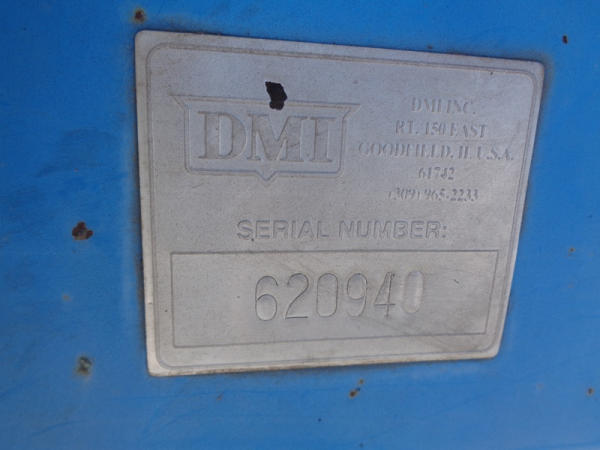 DMI
DMI INC.
RT. 150 EAST
GOODFIELD, IL U.S.A.
61742
(309) 965-2233
SERIAL NUMBER:
620940